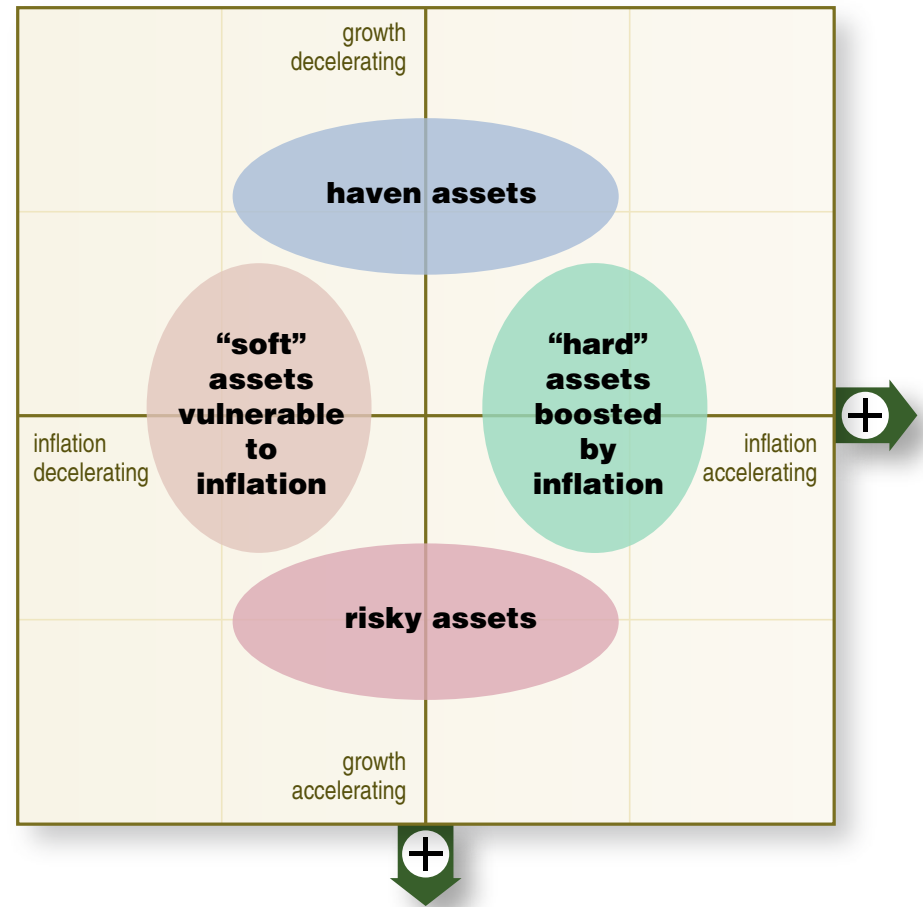 growth
decelerating
haven assets
“soft”
assets
vulnerable
to
inflation
“hard”
assets
boosted
by
inflation
inflation
decelerating
inflation
accelerating
risky assets
growth
accelerating